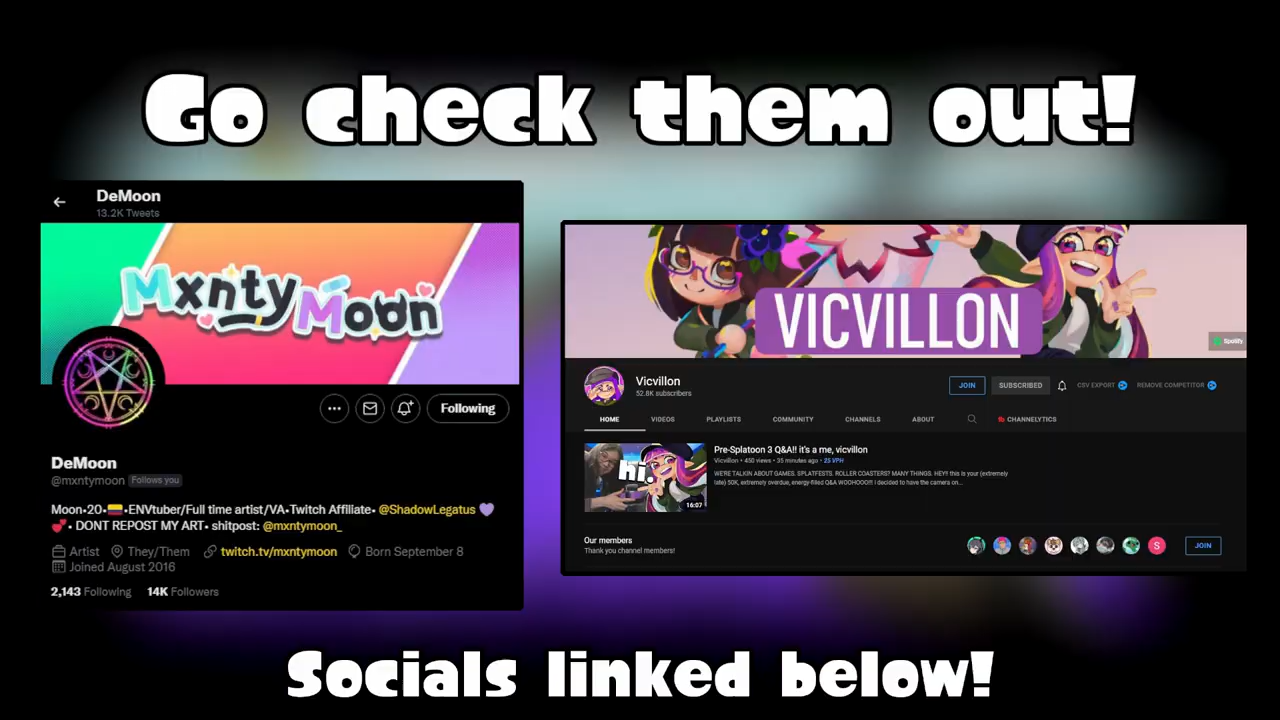 Go check them out!
DeMoon
13.2K Tweets
Mxnty Moon
Following
DeMoon
@mxntymoon Follows you
Moon•20•🇨🇴•ENVtuber/Full time artist/VA•Twitch Affiliate• @ShadowLegatus 💜
💕• DONT REPOST MY ART• shitpost: @mxntymoon_
Artist They/Them twitch.tv/mxntymoon Born September 8
Joined August 2016
2,143 Following 14K Followers
VICVILLON
Spotify
Vicvillon
52.8K subscribers
JOIN SUBSCRIBED CSV EXPORT REMOVE COMPETITOR
HOME VIDEOS PLAYLISTS COMMUNITY CHANNELS ABOUT CHANNELYTICS
hi
16:07
Pre-Splatoon 3 Q&A!! it's a me, vicvillon
Vicvillon • 450 views • 35 minutes ago • 25 VPH
WE'RE TALKIN ABOUT GAMES. SPLATFESTS. ROLLER COASTERS? MANY THINGS. HEY!! this is your (extremely
late) 50K, extremely overdue, energy-filled Q&A WOOHOO!!! I decided to have the camera on...
Our members
Thank you channel members!
S
JOIN
Socials linked below!